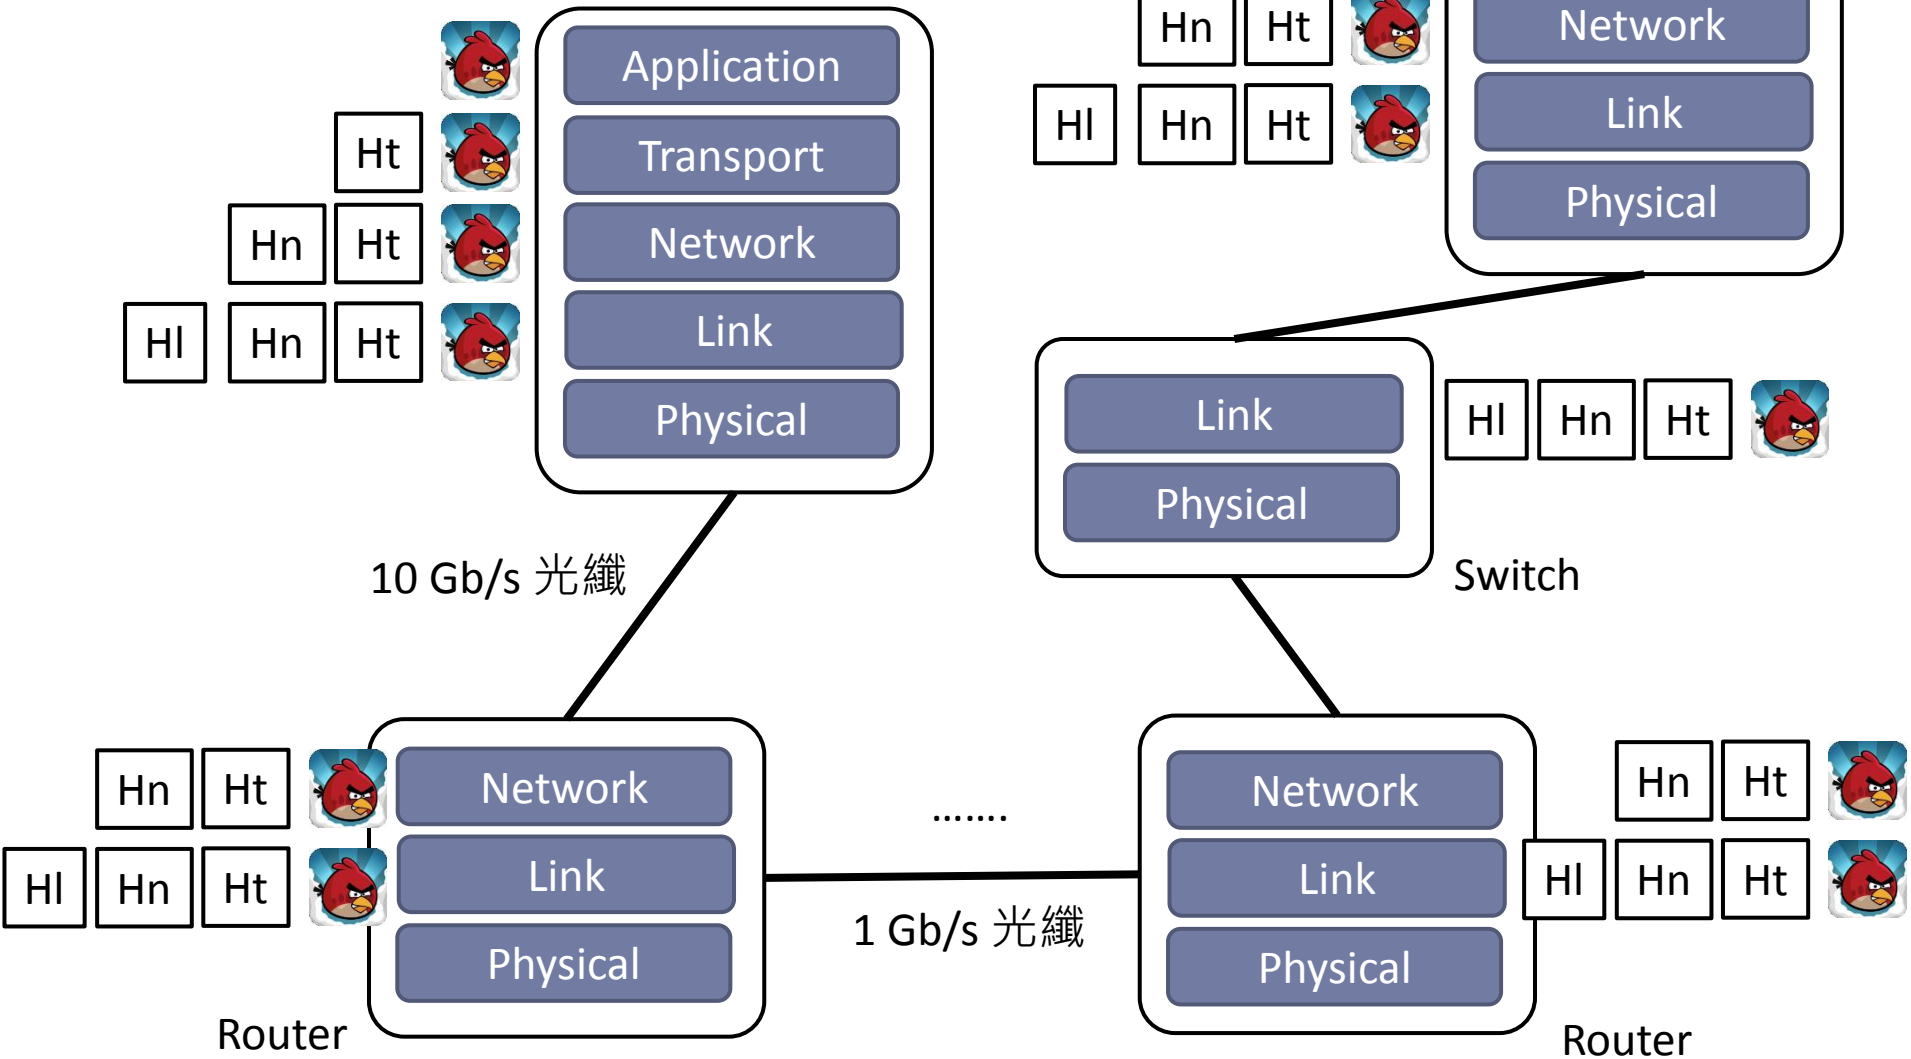 Application
Ht
Transport
Hn Ht
Network
Hl Hn Ht
Link
Physical
10 Gb/s 光纖
Hn Ht
Network
Hl Hn Ht
Link
Physical
Link
Hl Hn Ht
Physical
Switch
Hn Ht
Network
Hl Hn Ht
Link
Physical
Router
.......
1 Gb/s 光纖
Network
Hn Ht
Link
Hl Hn Ht
Physical
Router